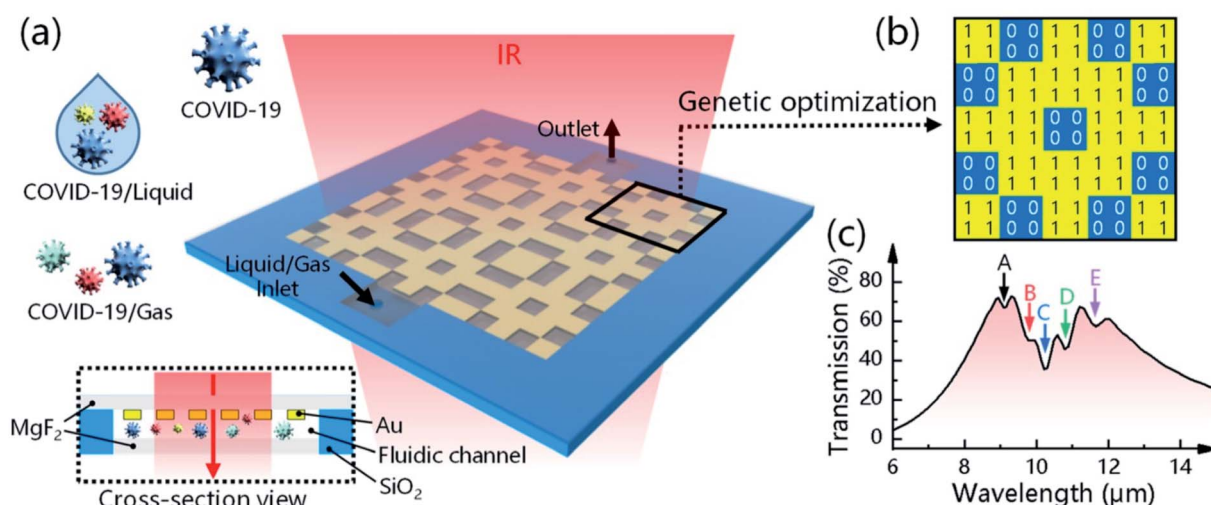 (a)
COVID-19
COVID-19/Liquid
COVID-19/Gas
IR
Outlet
Liquid/Gas
Inlet
Genetic optimization
MgF₂
Au
Fluidic channel
SiO₂
Cross-section view
(b)
1 1 0 0 1 1 0 0 1 1
1 1 0 0 1 1 0 0 1 1
0 0 1 1 1 1 1 1 0 0
0 0 1 1 1 1 1 1 0 0
1 1 1 1 0 0 1 1 1 1
1 1 1 1 0 0 1 1 1 1
0 0 1 1 1 1 1 1 0 0
0 0 1 1 1 1 1 1 0 0
1 1 0 0 1 1 0 0 1 1
1 1 0 0 1 1 0 0 1 1
(c)
Transmission (%)
80
60
40
20
0
A
B
C
D
E
6 8 10 12 14
Wavelength (μm)